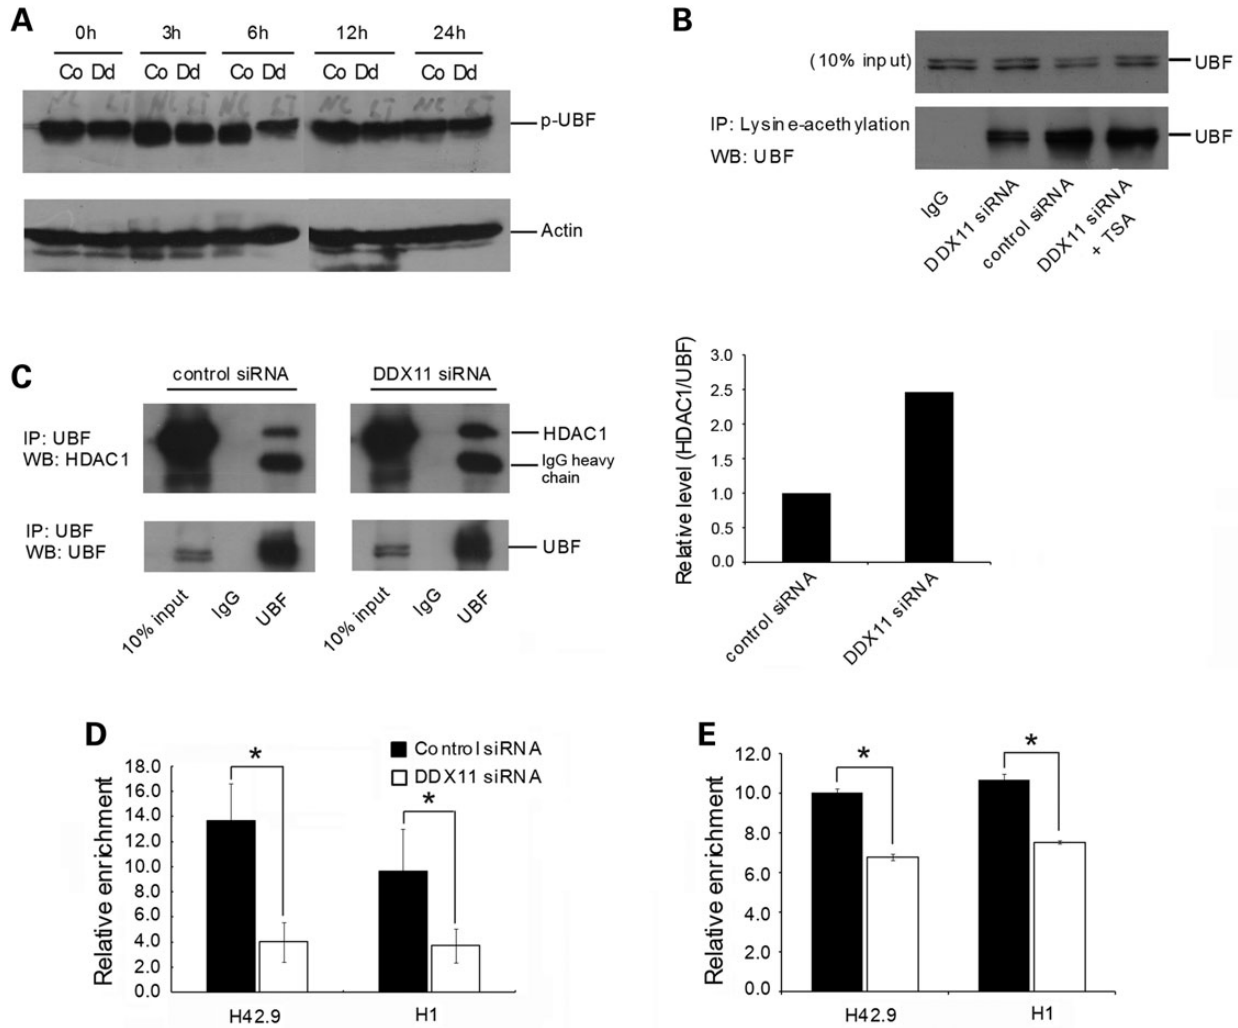 A
0h 3h 6h 12h 24h
Co Dd Co Dd Co Dd Co Dd Co Dd
p-UBF
Actin
B
(10% input)
UBF
IP: Lysine-acethylation
WB: UBF
UBF
IgG
DDX11 siRNA
control siRNA
DDX11 siRNA
+ TSA
C
control siRNA
DDX11 siRNA
IP: UBF
WB: HDAC1
HDAC1
IgG heavy
chain
IP: UBF
WB: UBF
UBF
10% input
IgG
UBF
10% input
IgG
UBF
Relative level (HDAC1/UBF)
3.0
2.5
2.0
1.5
1.0
0.5
0.0
control siRNA
DDX11 siRNA
D
Control siRNA
DDX11 siRNA
Relative enrichment
18.0
16.0
14.0
12.0
10.0
8.0
6.0
4.0
2.0
0.0
*
*
H42.9
H1
E
Relative enrichment
12.0
10.0
8.0
6.0
4.0
2.0
0.0
*
*
H42.9
H1